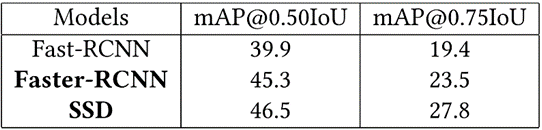 Models mAP@0.50IoU mAP@0.75IoU
Fast-RCNN 39.9 19.4
Faster-RCNN 45.3 23.5
SSD 46.5 27.8